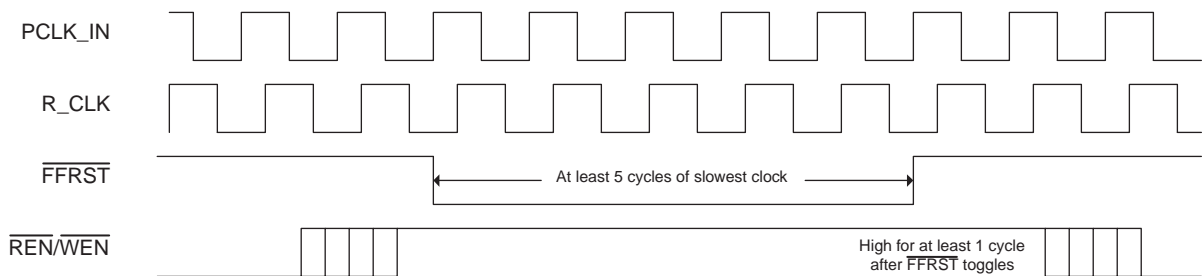 PCLK_IN
R_CLK
FFRST
At least 5 cycles of slowest clock
REN/WEN
High for at least 1 cycle
after FFRST toggles